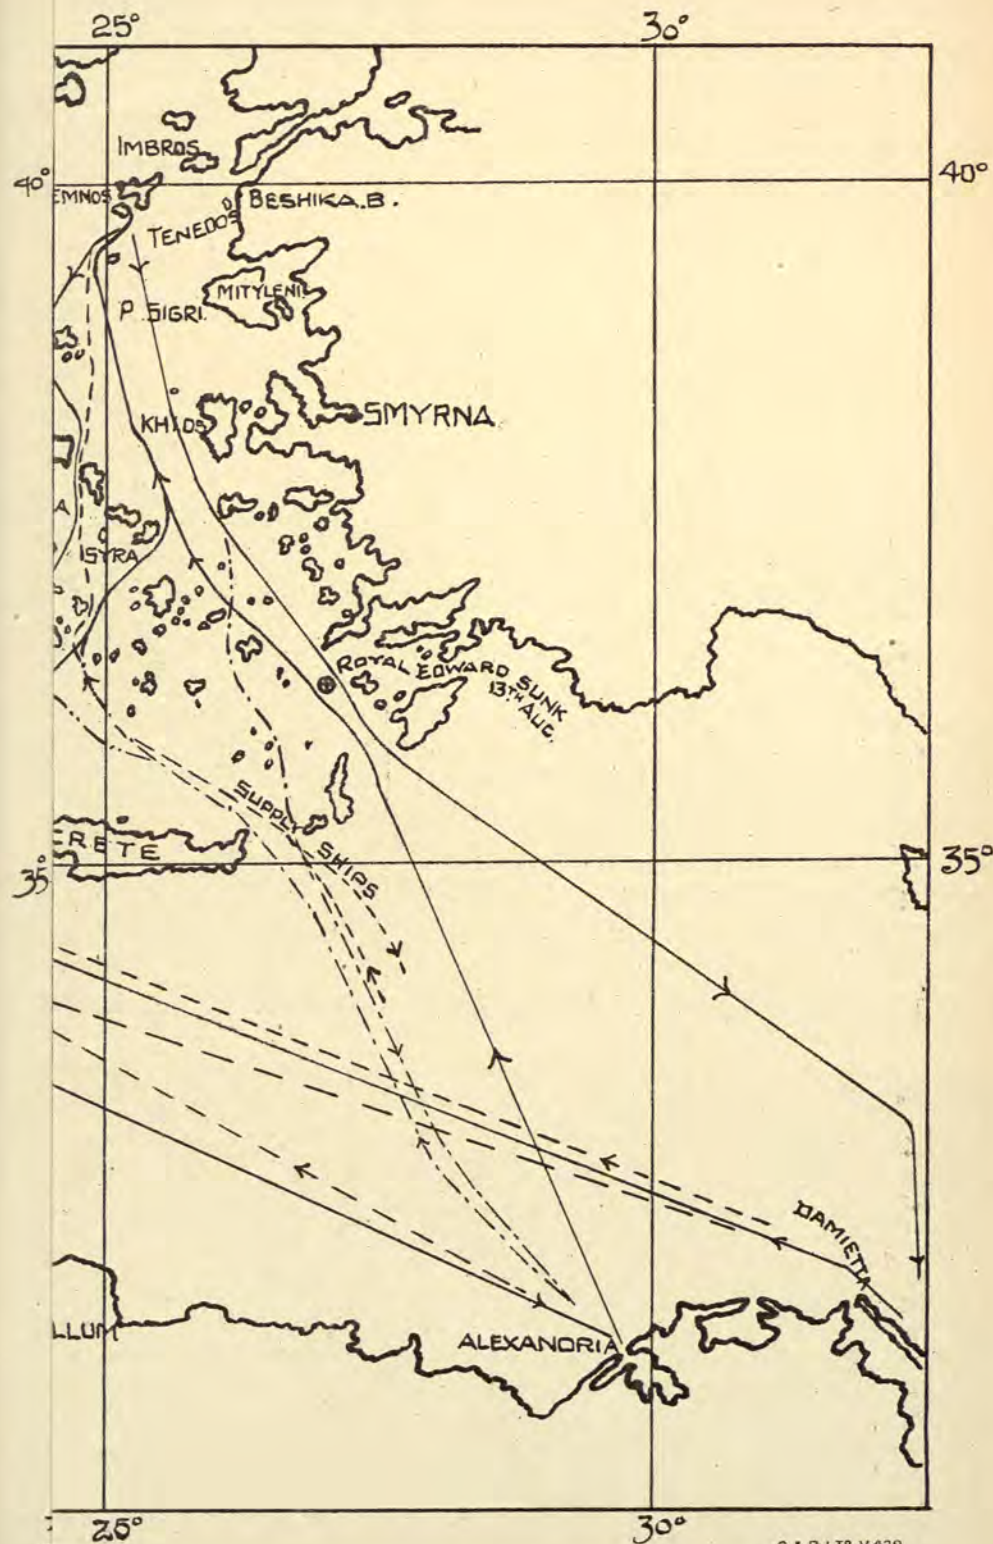 25° 30°
IMBROS
40° 40°
EMNOS
BESHIKA.B.
TENEDOS
MITYLENI
P. SIGRI.
KHIOS
SMYRNA
A
SYRA
ROYAL EDWARD SUNK
13TH AUG.
SUPPLY SHIPS
ERETE
35° 35°
DAMIETTA
LLUM
ALEXANDRIA
25° 30°